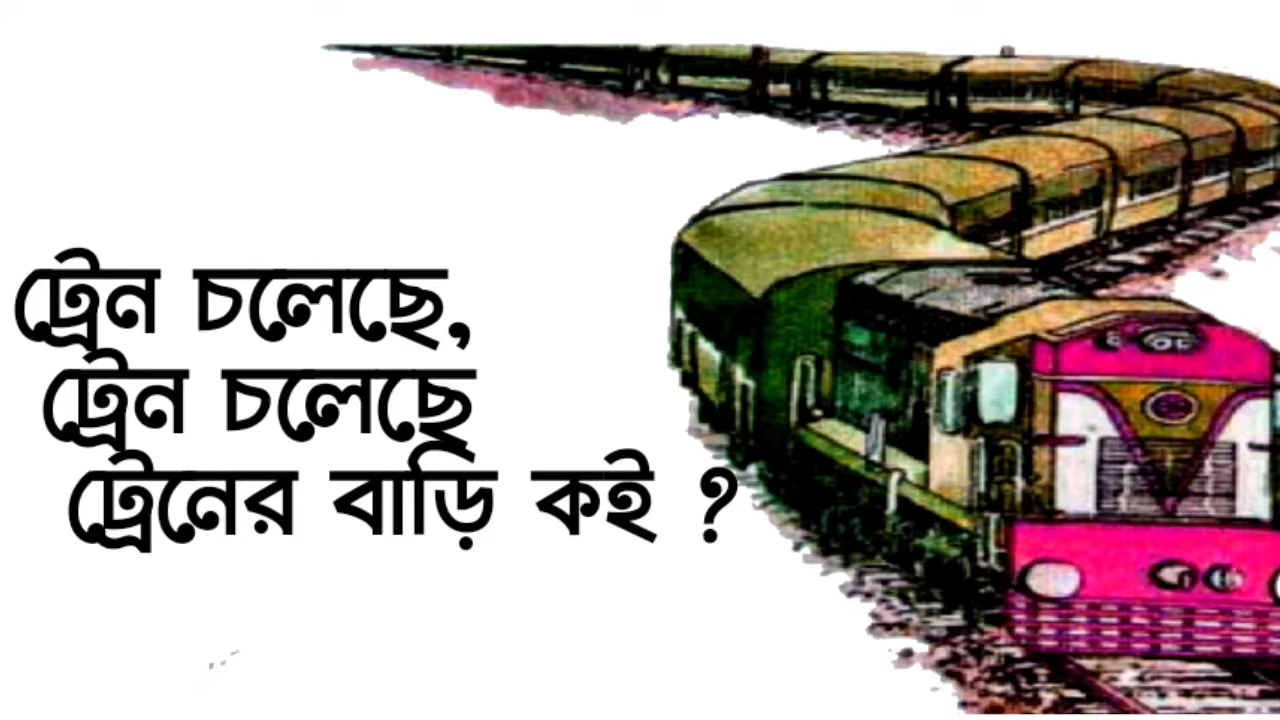 ট্রেন চলেছে,
ট্রেন চলেছে
ট্রেনের বাড়ি কই ?